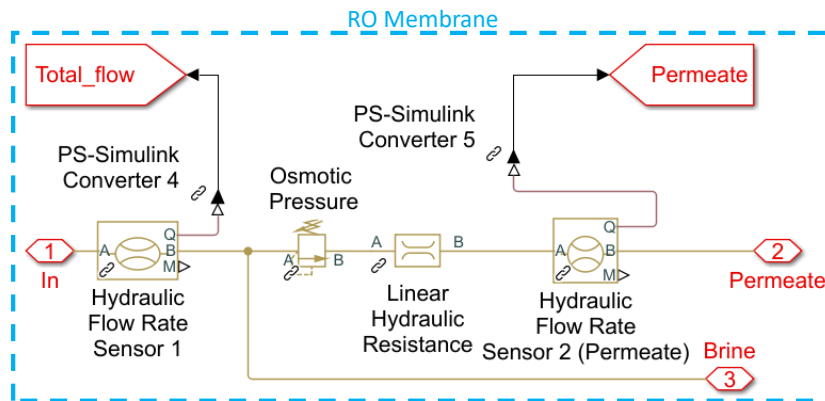 RO Membrane
Total_flow
Permeate
PS-Simulink
Converter 4
PS-Simulink
Converter 5
Osmotic
Pressure
A
Q
B
M
A
B
A
B
A
Q
B
M
1
In
2
Permeate
Hydraulic
Flow Rate
Sensor 1
Linear
Hydraulic
Resistance
Hydraulic
Flow Rate
Sensor 2 (Permeate)
Brine
3